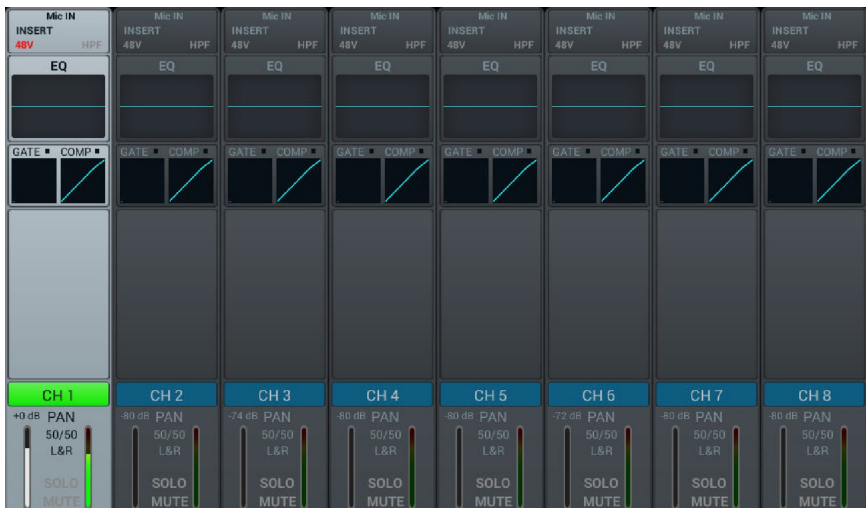 Mic IN Mic IN Mic IN Mic IN Mic IN Mic IN Mic IN Mic IN
INSERT INSERT INSERT INSERT INSERT INSERT INSERT INSERT
48V HPF 48V HPF 48V HPF 48V HPF 48V HPF 48V HPF 48V HPF 48V HPF
EQ EQ EQ EQ EQ EQ EQ EQ
GATE COMP GATE COMP GATE COMP GATE COMP GATE COMP GATE COMP GATE COMP GATE COMP
CH 1 CH 2 CH 3 CH 4 CH 5 CH 6 CH 7 CH 8
+0 dB PAN -80 dB PAN -74 dB PAN -80 dB PAN -80 dB PAN -72 dB PAN -80 dB PAN -80 dB PAN
50/50 50/50 50/50 50/50 50/50 50/50 50/50 50/50
L&R L&R L&R L&R L&R L&R L&R L&R
SOLO SOLO SOLO SOLO SOLO SOLO SOLO SOLO
MUTE MUTE MUTE MUTE MUTE MUTE MUTE MUTE